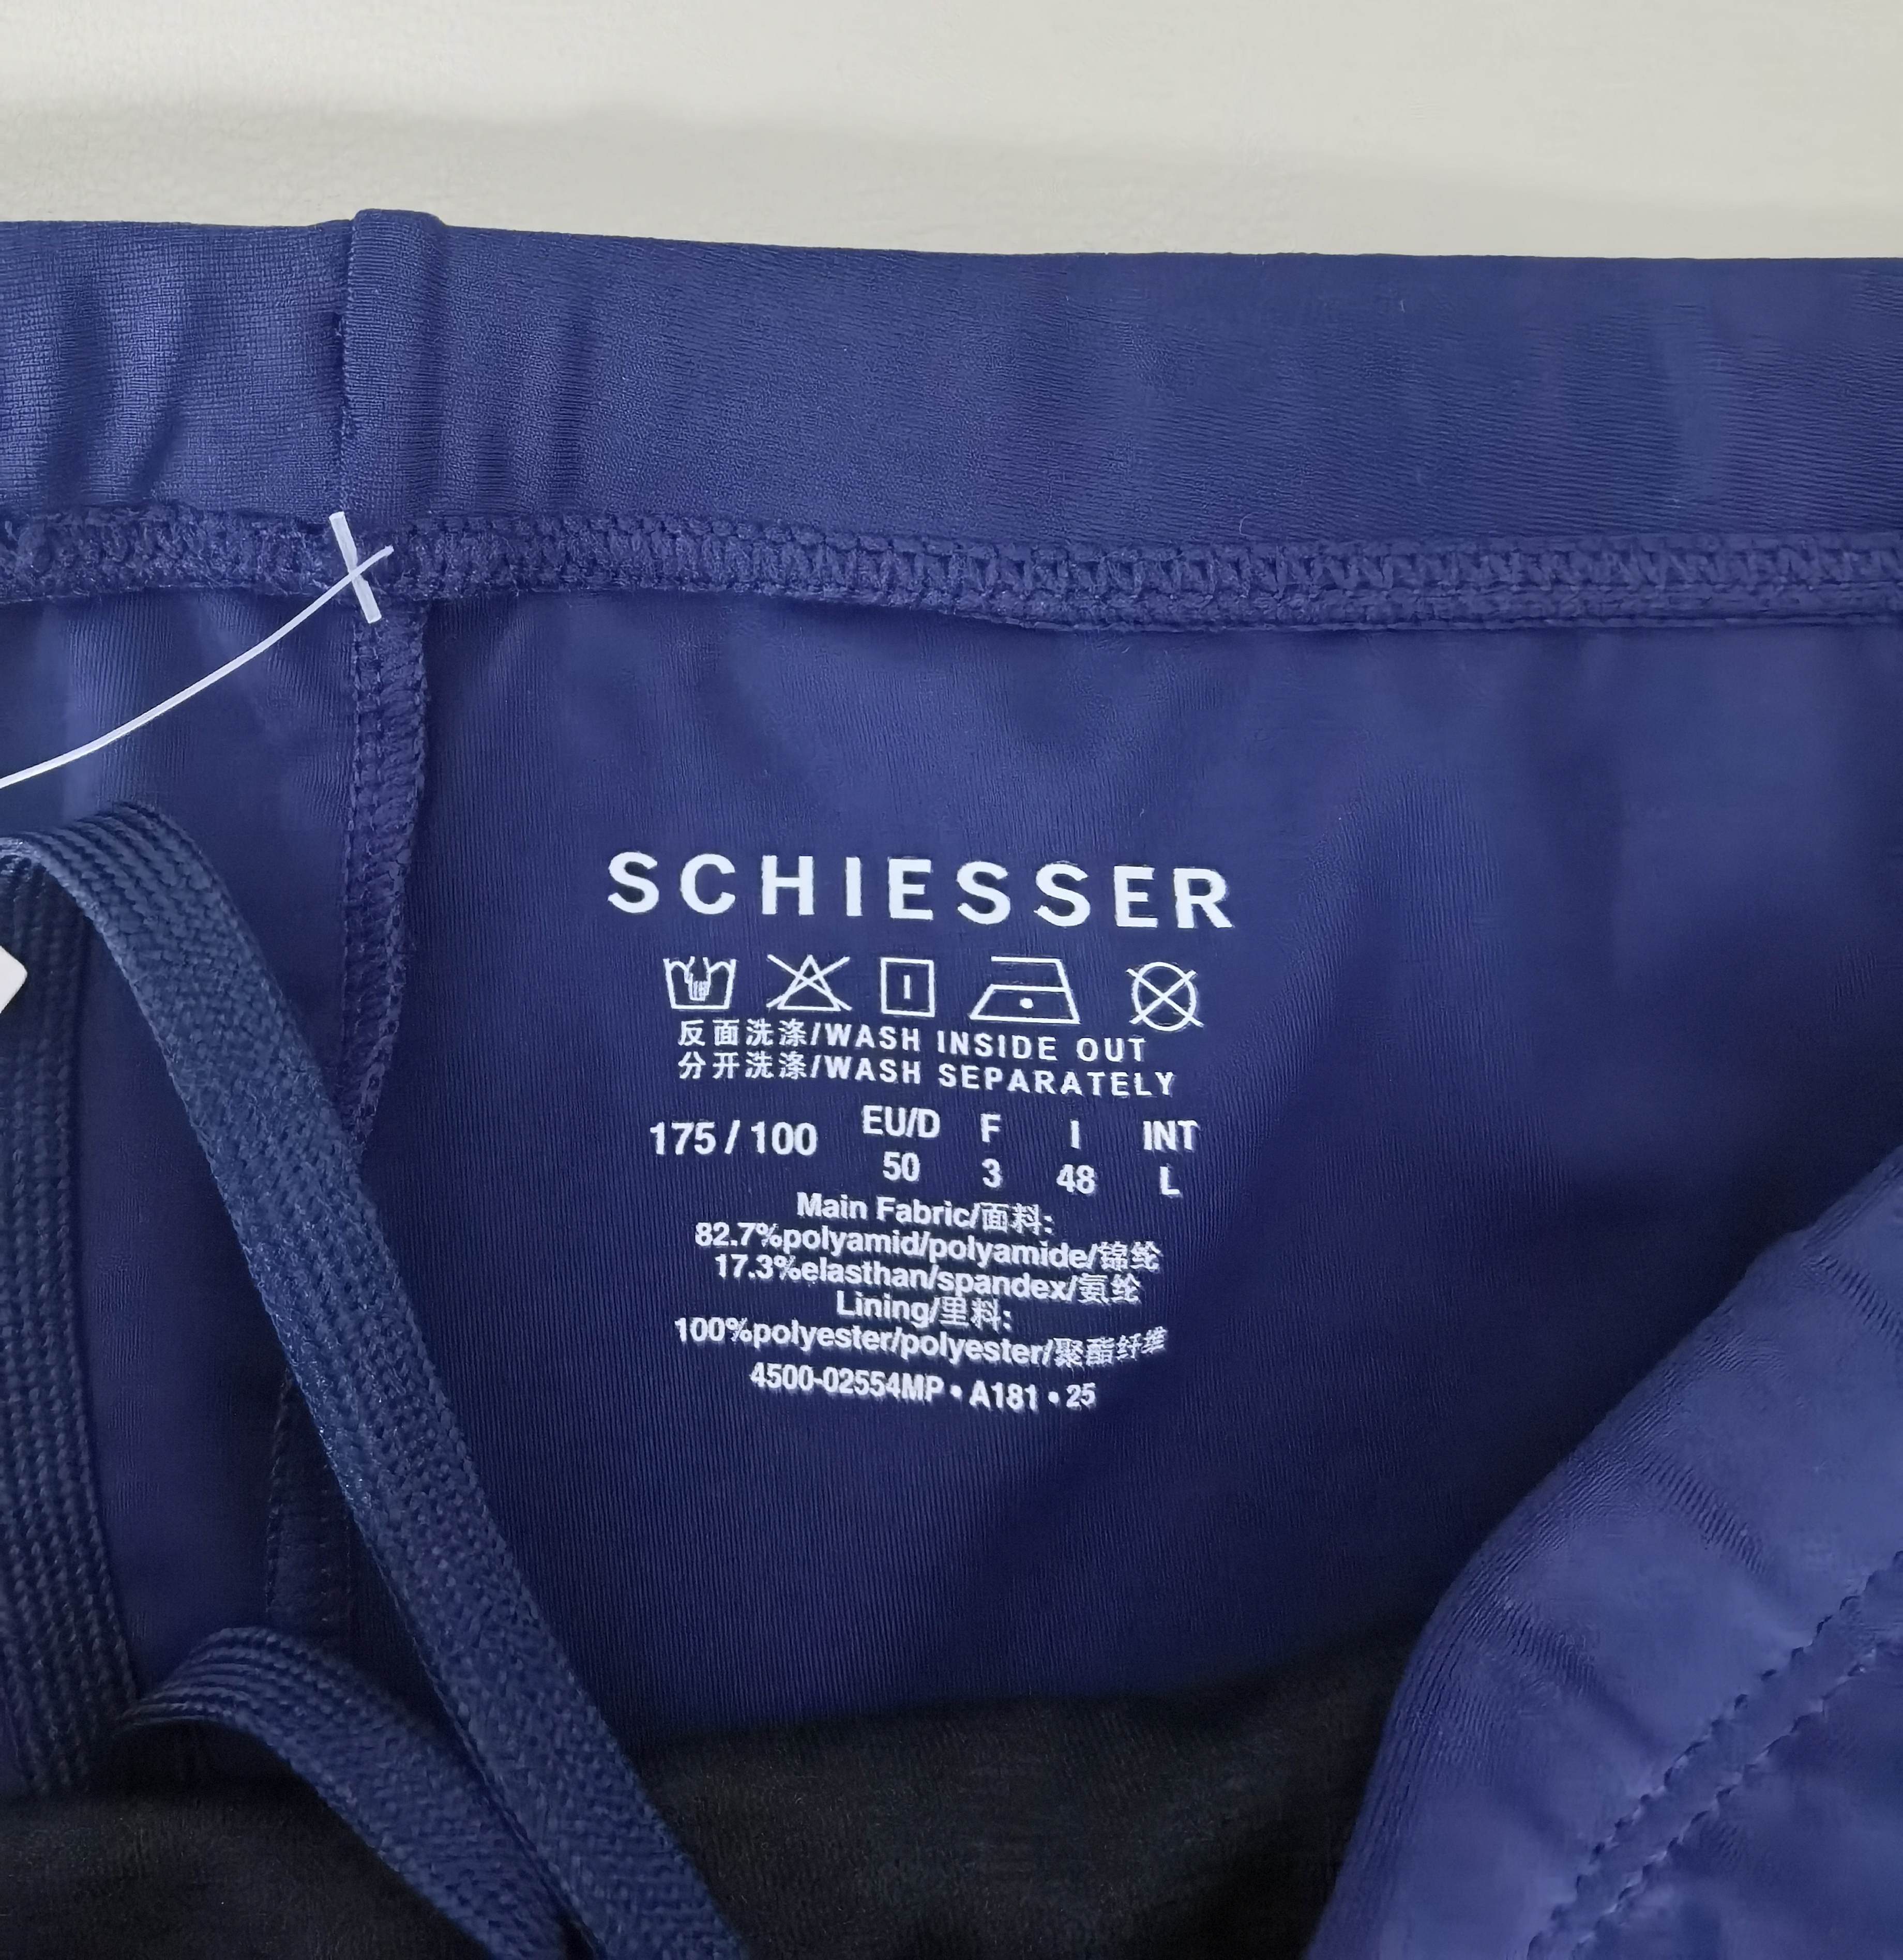 SCHIESSER
反面洗涤/WASH INSIDE OUT
分开洗涤/WASH SEPARATELY
175/100 EU/D F I INT
50 3 48 L
Main Fabric/面料:
82.7%polyamid/polyamide/锦纶
17.3%elasthan/spandex/氨纶
Lining/里料:
100%polyester/polyester/聚酯纤维
4500-02554MP • A181 • 25